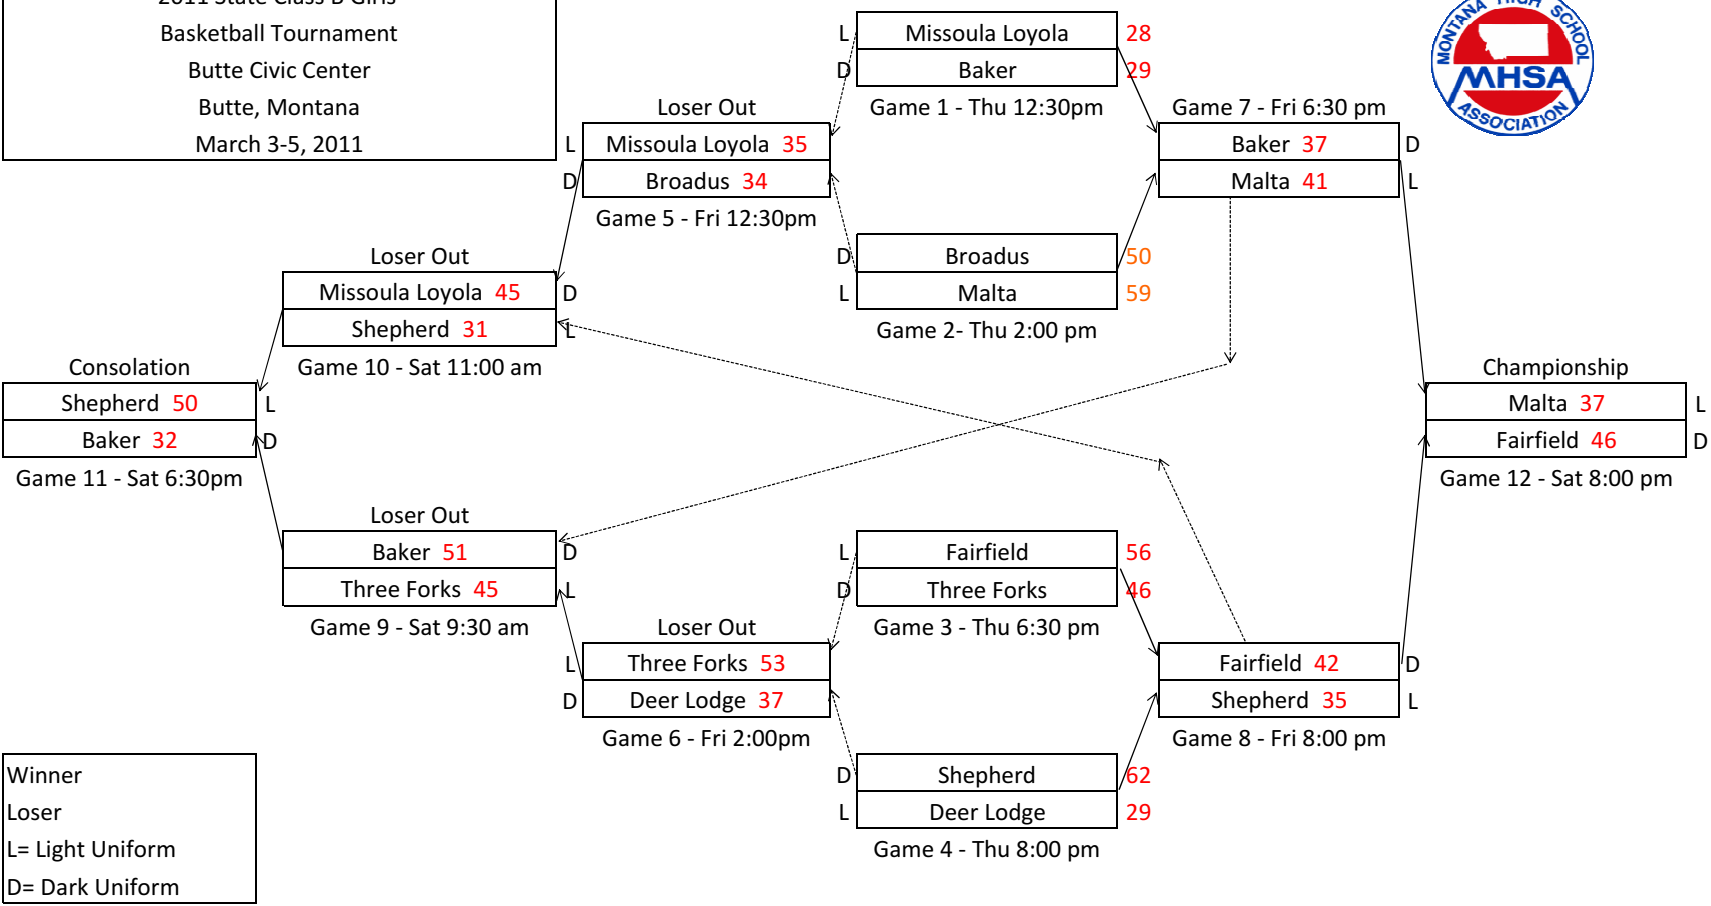 2011 State Class B Girls
Basketball Tournament
Butte Civic Center
Butte, Montana
March 3-5, 2011
MONTANA HIGH SCHOOL
MHSA
ASSOCIATION
L Missoula Loyola 28
D Baker 29
Game 1 - Thu 12:30pm
Loser Out
L Missoula Loyola 35
D Broadus 34
Game 5 - Fri 12:30pm
Game 7 - Fri 6:30 pm
Baker 37 D
Malta 41 L
D Broadus 50
L Malta 59
Game 2- Thu 2:00 pm
Loser Out
Missoula Loyola 45 D
Shepherd 31 L
Game 10 - Sat 11:00 am
Consolation
Shepherd 50 L
Baker 32 D
Game 11 - Sat 6:30pm
Championship
Malta 37 L
Fairfield 46 D
Game 12 - Sat 8:00 pm
Loser Out
Baker 51 D
Three Forks 45 L
Game 9 - Sat 9:30 am
L Fairfield 56
D Three Forks 46
Game 3 - Thu 6:30 pm
Loser Out
L Three Forks 53
D Deer Lodge 37
Game 6 - Fri 2:00pm
Fairfield 42 D
Shepherd 35 L
Game 8 - Fri 8:00 pm
D Shepherd 62
L Deer Lodge 29
Game 4 - Thu 8:00 pm
Winner
Loser
L= Light Uniform
D= Dark Uniform